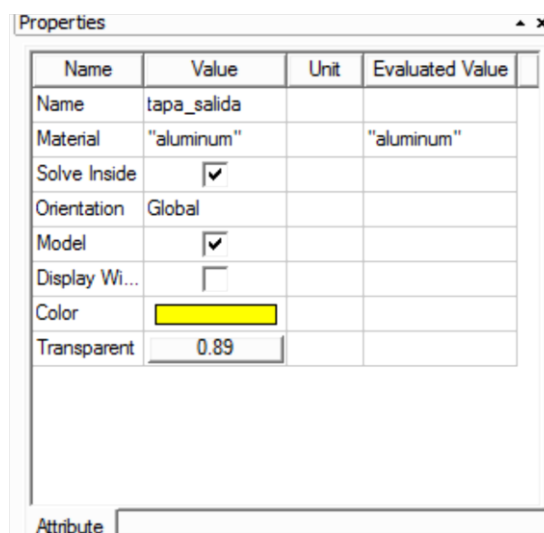 Properties
Name Value Unit Evaluated Value
Name tapa_salida
Material "aluminum" "aluminum"
Solve Inside
Orientation Global
Model
Display Wi...
Color
Transparent 0.89
Attribute